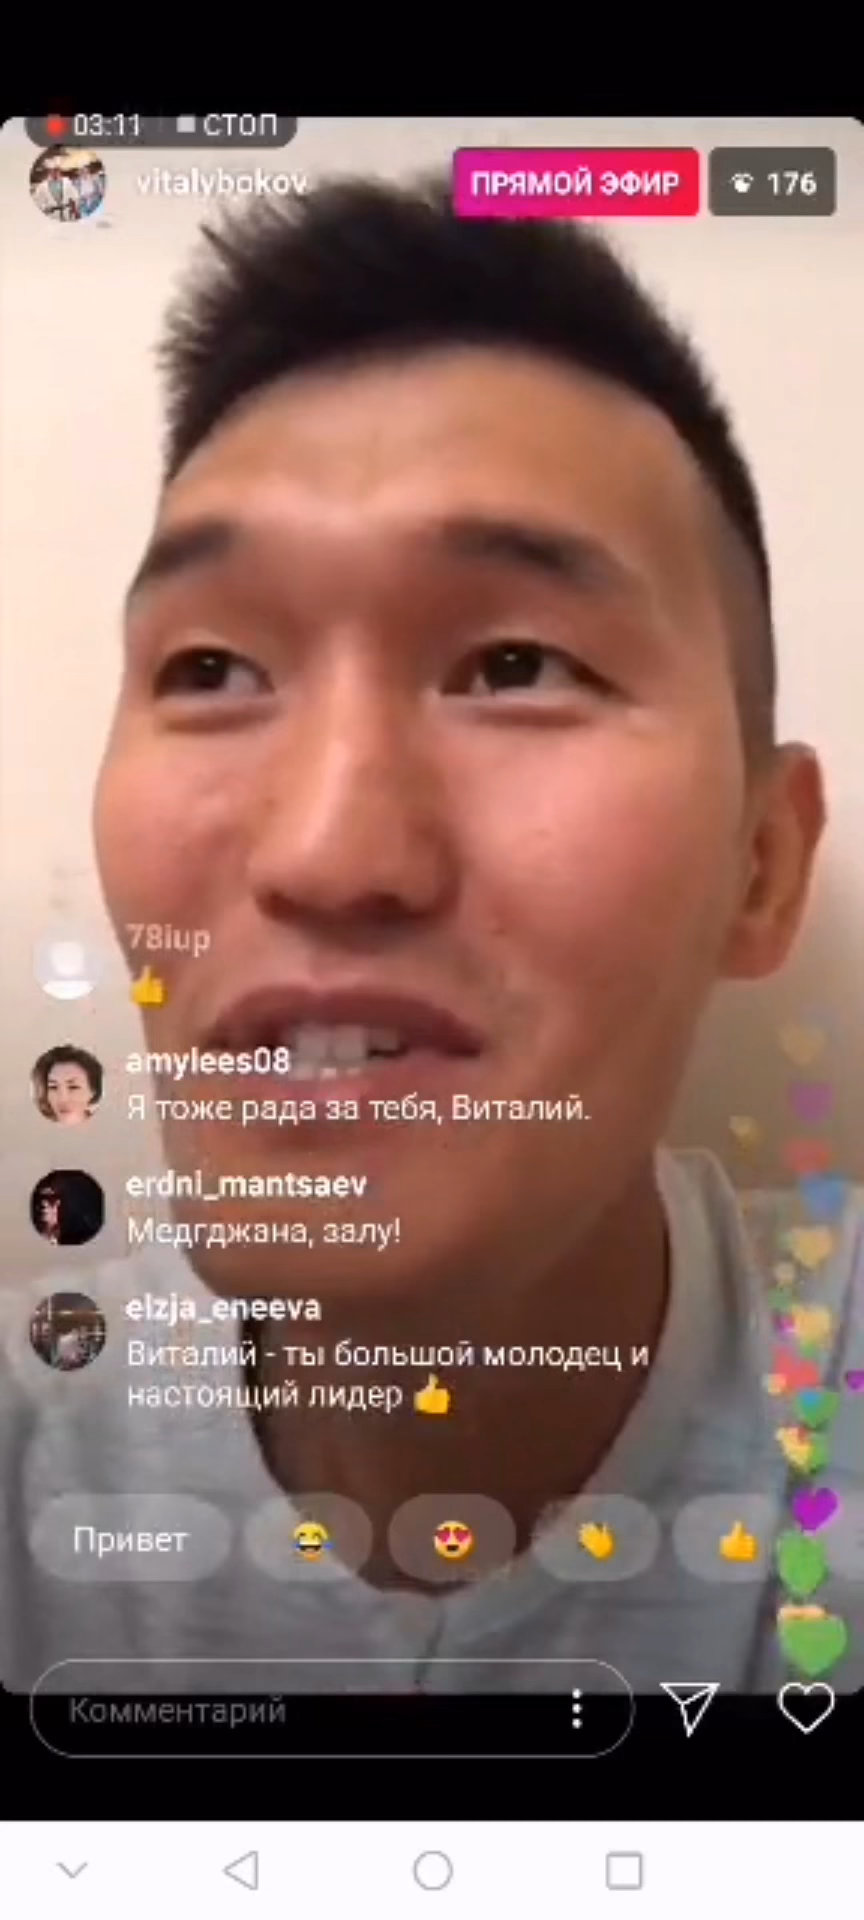 03:11 СТОП
vitalybokov ПРЯМОЙ ЭФИР 176
78iup
👍
amylees08
Я тоже рада за тебя, Виталий.
erdni_mantsaev
Медгджана, залу!
elzja_eneeva
Виталий - ты большой молодец и
настоящий лидер 👍
Привет 😂 😍 👏 👍
Комментарий